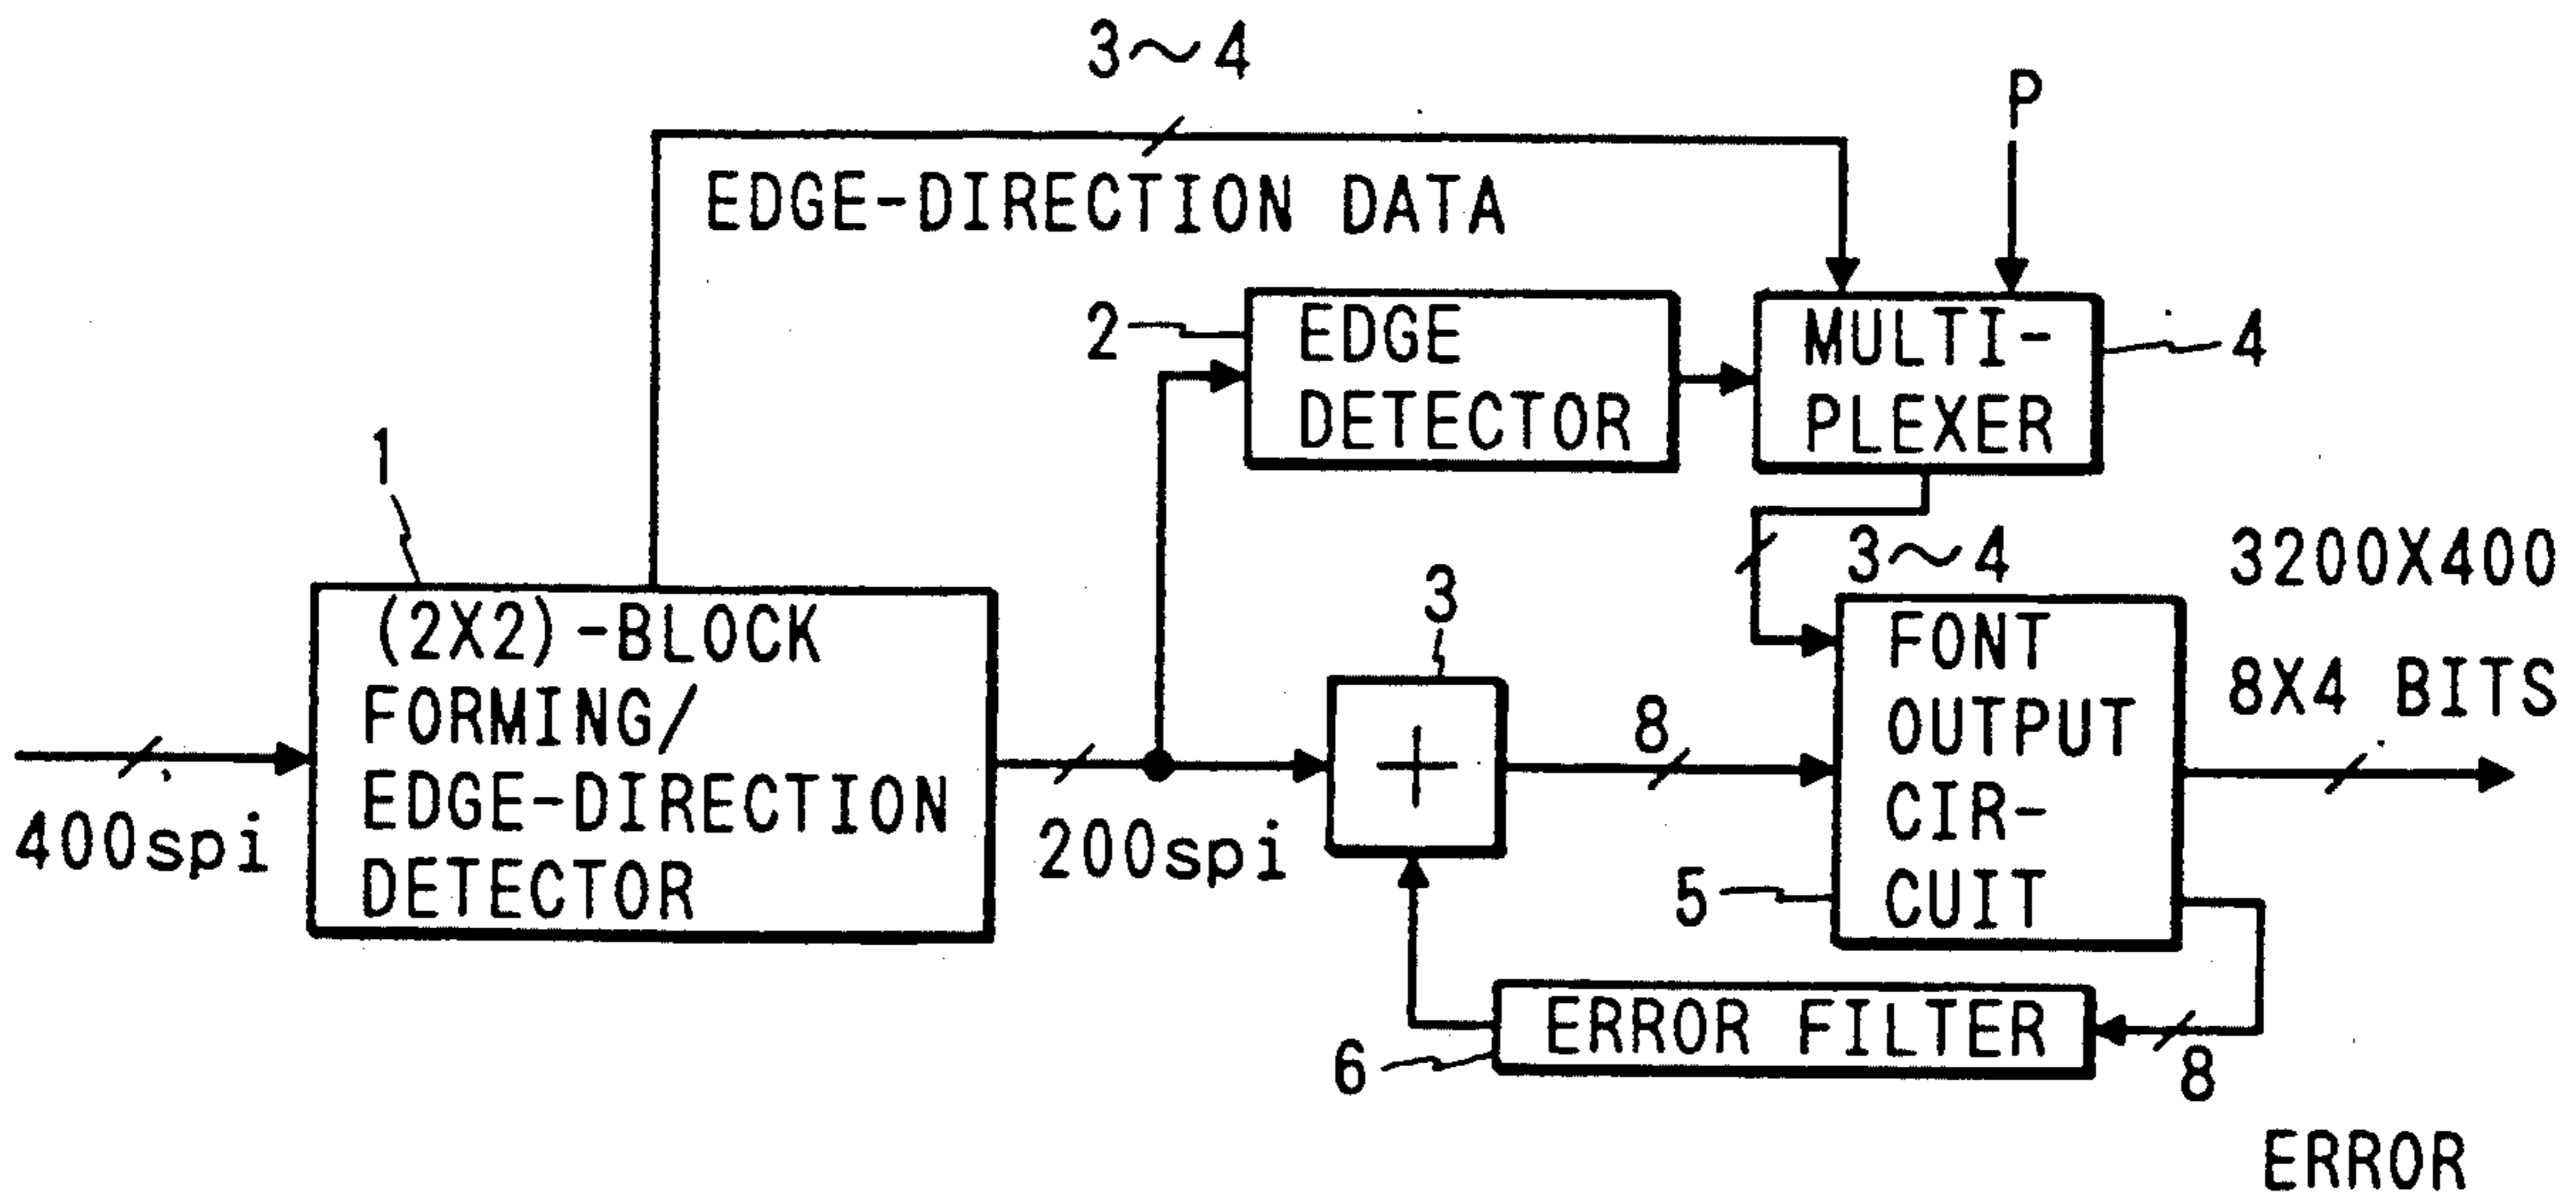 3~4
P
EDGE-DIRECTION DATA
2
EDGE
DETECTOR
MULTI-
PLEXER
4
1
(2X2)-BLOCK
FORMING/
EDGE-DIRECTION
DETECTOR
400spi
200spi
3
+
8
3~4
FONT
OUTPUT
CIR-
CUIT
5
3200X400
8X4 BITS
ERROR FILTER
6
8
ERROR